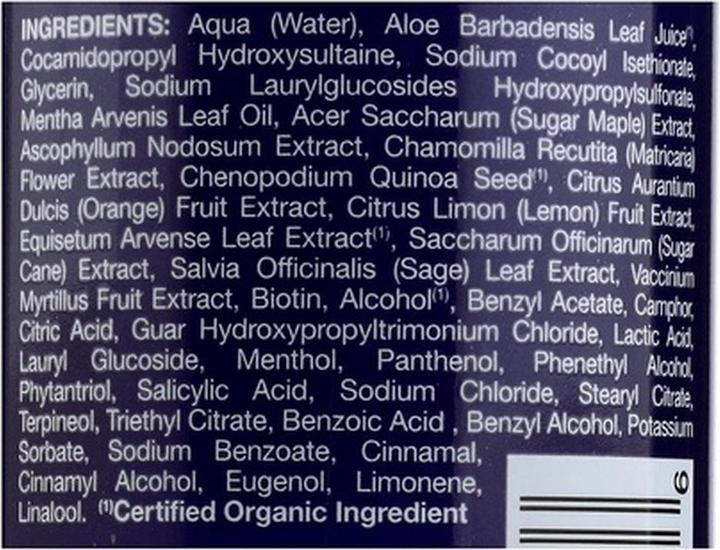 INGREDIENTS: Aqua (Water), Aloe Barbadensis Leaf Juice⁽¹⁾,
Cocamidopropyl Hydroxysultaine, Sodium Cocoyl Isethionate,
Glycerin, Sodium Laurylglucosides Hydroxypropylsulfonate,
Mentha Arvenis Leaf Oil, Acer Saccharum (Sugar Maple) Extract,
Ascophyllum Nodosum Extract, Chamomilla Recutita (Matricaria)
Flower Extract, Chenopodium Quinoa Seed⁽¹⁾, Citrus Aurantium
Dulcis (Orange) Fruit Extract, Citrus Limon (Lemon) Fruit Extract,
Equisetum Arvense Leaf Extract⁽¹⁾, Saccharum Officinarum (Sugar
Cane) Extract, Salvia Officinalis (Sage) Leaf Extract, Vaccinium
Myrtillus Fruit Extract, Biotin, Alcohol⁽¹⁾, Benzyl Acetate, Camphor,
Citric Acid, Guar Hydroxypropyltrimonium Chloride, Lactic Acid,
Lauryl Glucoside, Menthol, Panthenol, Phenethyl Alcohol,
Phytantriol, Salicylic Acid, Sodium Chloride, Stearyl Citrate,
Terpineol, Triethyl Citrate, Benzoic Acid , Benzyl Alcohol, Potassium
Sorbate, Sodium Benzoate, Cinnamal,
Cinnamyl Alcohol, Eugenol, Limonene,
Linalool. ⁽¹⁾Certified Organic Ingredient
6